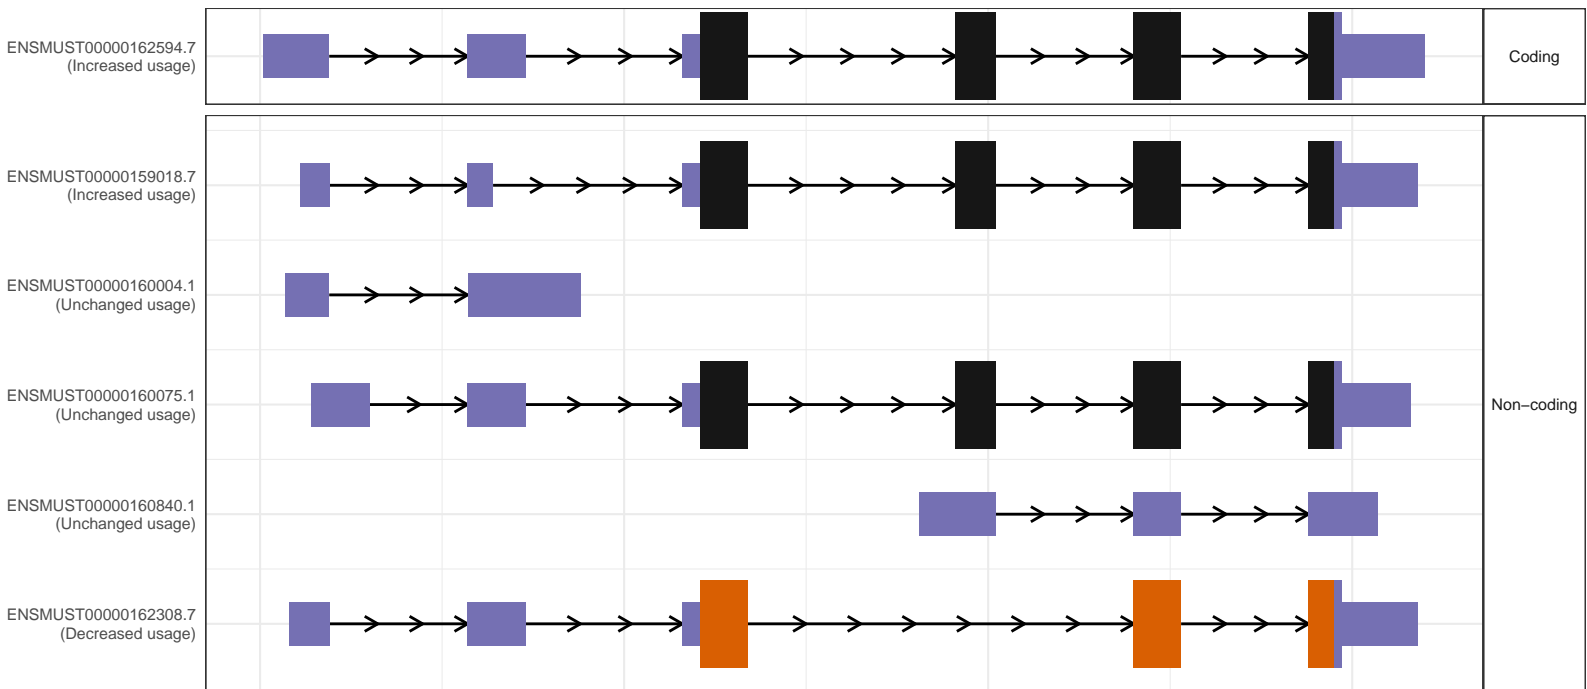 ENSMUST00000162594.7
(Increased usage)
Coding
ENSMUST00000159018.7
(Increased usage)
ENSMUST00000160004.1
(Unchanged usage)
ENSMUST00000160075.1
(Unchanged usage)
Non−coding
ENSMUST00000160840.1
(Unchanged usage)
ENSMUST00000162308.7
(Decreased usage)